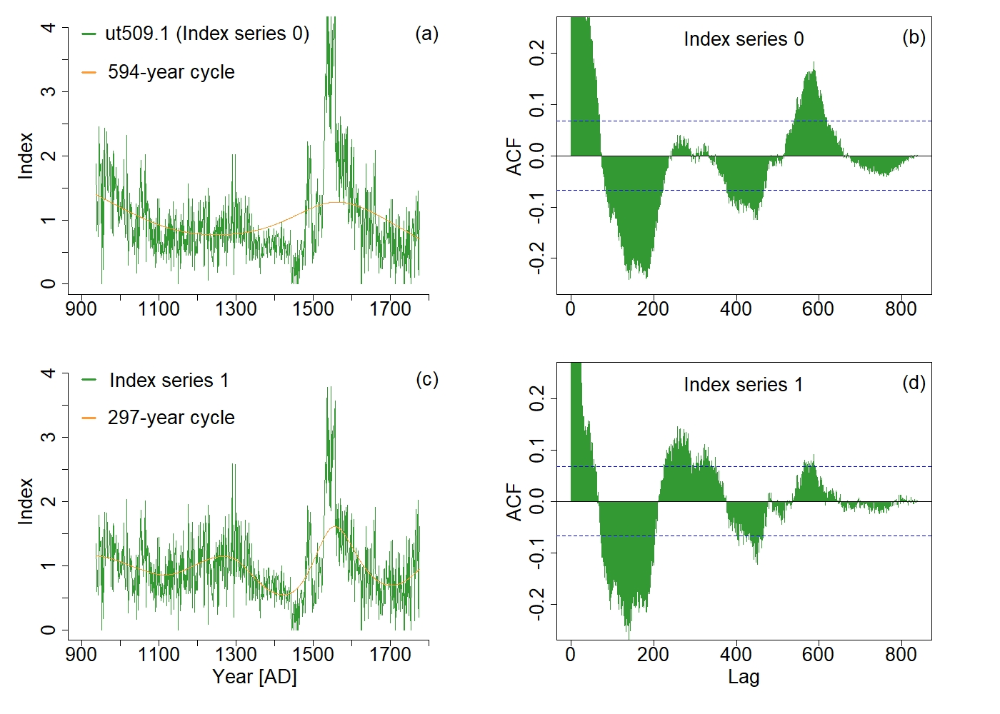 ut509.1 (Index series 0)
(a)
594-year cycle
Index
0 1 2 3 4
900 1100 1300 1500 1700
Index series 0
(b)
ACF
-0.2 -0.1 0.0 0.1 0.2
0 200 400 600 800
Index series 1
(c)
297-year cycle
Index
0 1 2 3 4
900 1100 1300 1500 1700
Year [AD]
Index series 1
(d)
ACF
-0.2 -0.1 0.0 0.1 0.2
0 200 400 600 800
Lag